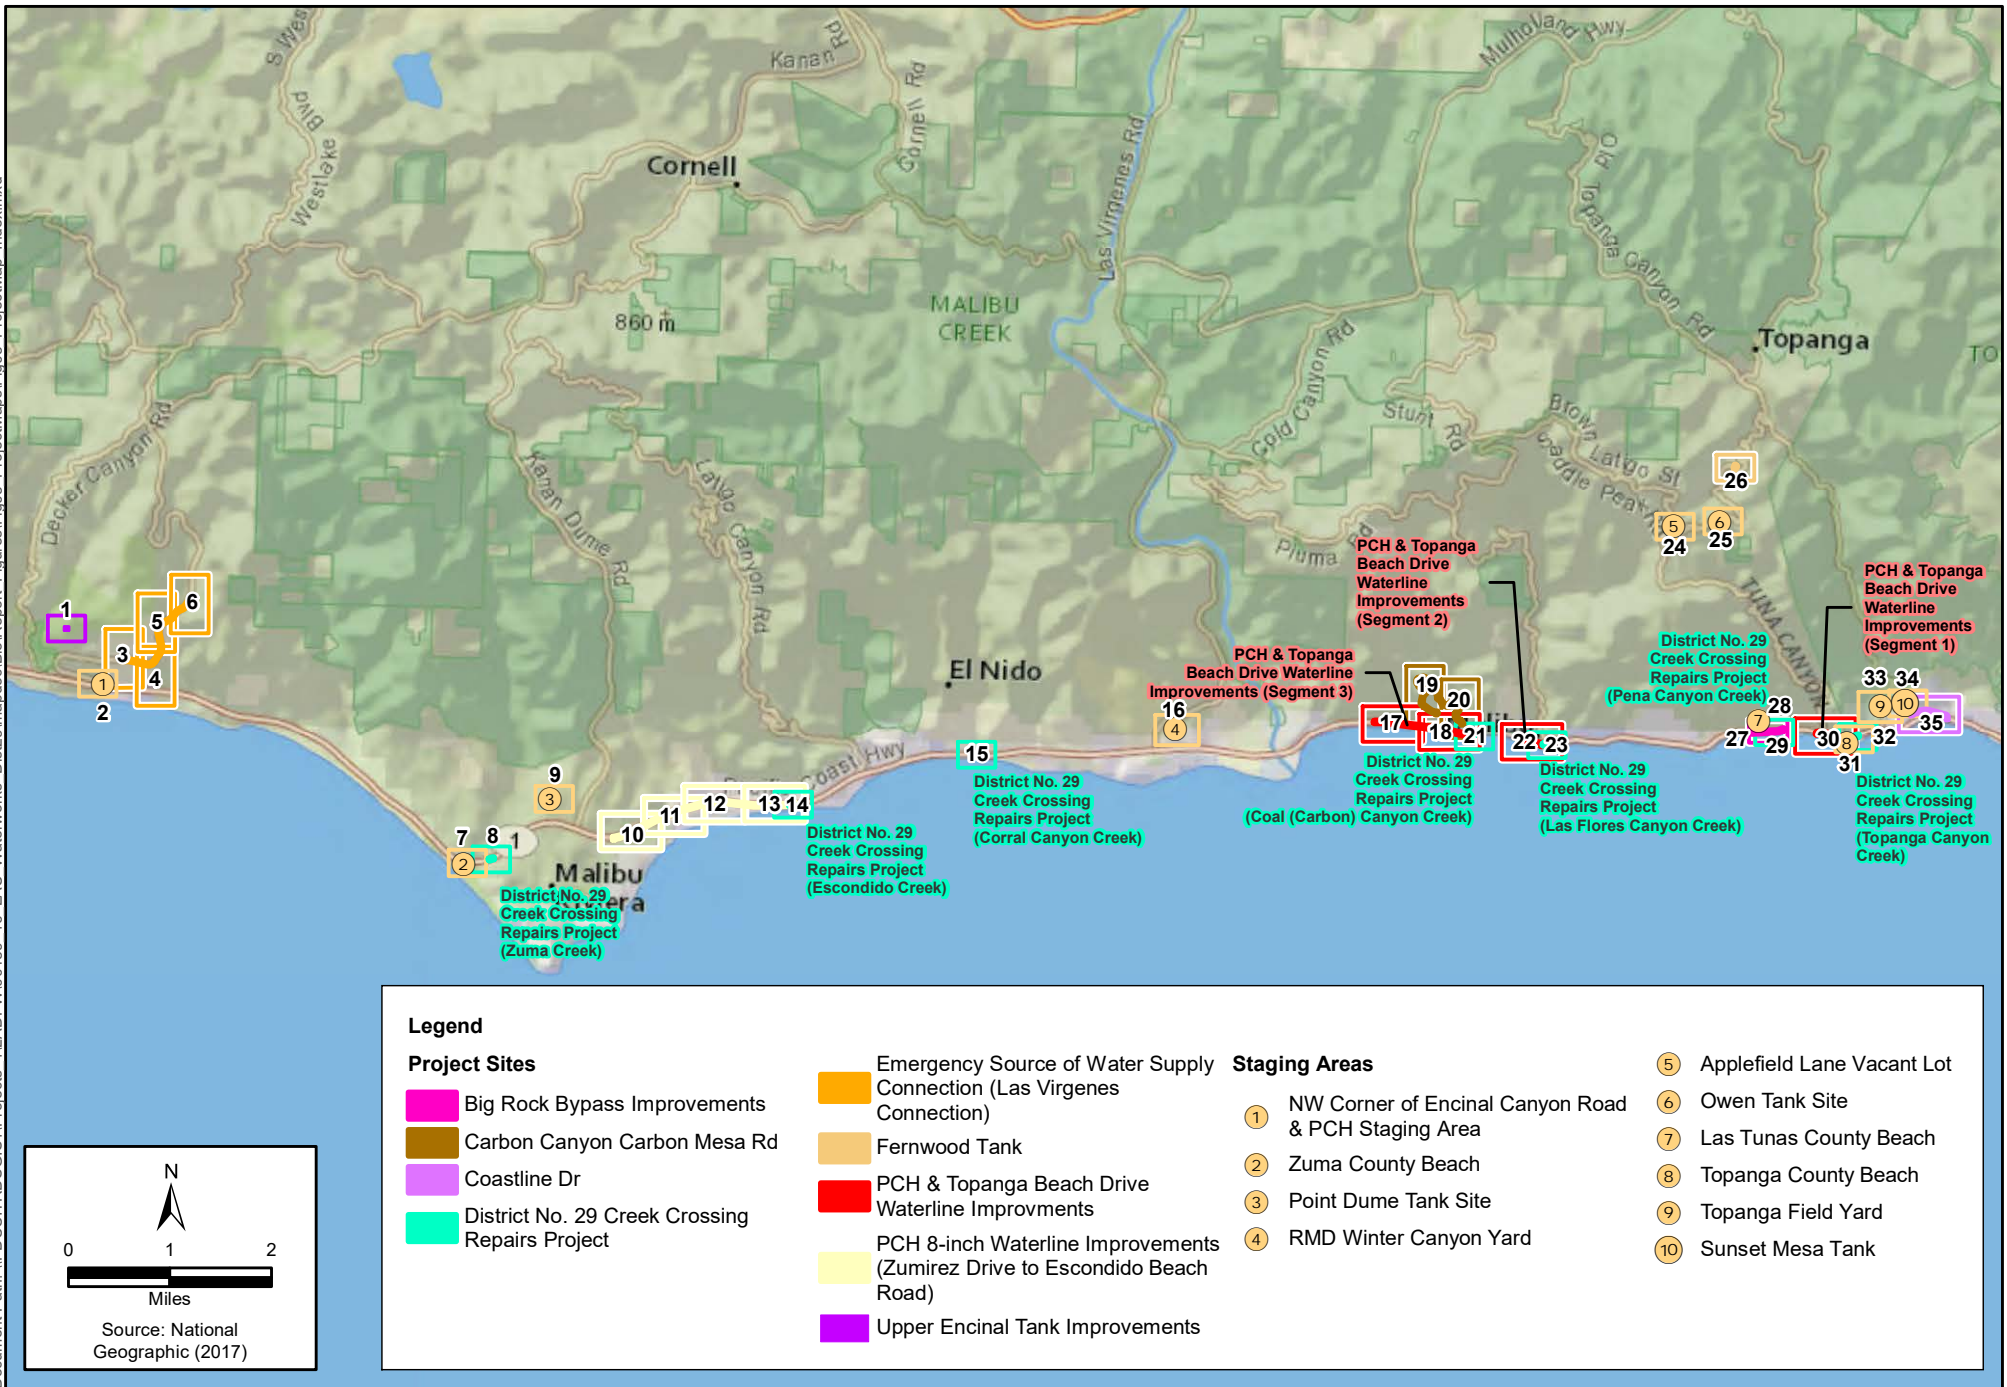 S Wes
Blvd
Westlake
Kanan
Rd
Cornell Rd
Las Virgenes Rd
Mulholland Hwy
Cornell
Old
Topanga
Canyon
Rd
MALIBU
CREEK
860 m
Topanga
TO
Cold Canyon Rd
Stunt
Rd
Brown
Latigo St
Saddle Peak
Decker Canyon Rd
Kanan Dume Rd
Latigo Canyon Rd
Piuma
Rd
TUNA CANYON
26
5
24
6
25
PCH & Topanga
Beach Drive
Waterline
Improvements
(Segment 2)
PCH & Topanga
Beach Drive
Waterline
Improvements
(Segment 1)
1
6
5
3
4
1
2
District No. 29
Creek Crossing
Repairs Project
(Pena Canyon Creek)
PCH & Topanga
Beach Drive Waterline
Improvements (Segment 3)
El Nido
16
4
19
20
17
18
21
22
23
7
28
27
29
30
8
31
32
33
34
9
10
35
15
Pacific Coast Hwy
9
3
10
11
12
13
14
7
8
2
1
Malibu
Riviera
District No. 29
Creek Crossing
Repairs Project
(Zuma Creek)
District No. 29
Creek Crossing
Repairs Project
(Escondido Creek)
District No. 29
Creek Crossing
Repairs Project
(Corral Canyon Creek)
District No. 29
Creek Crossing
Repairs Project
(Coal (Carbon) Canyon Creek)
District No. 29
Creek Crossing
Repairs Project
(Las Flores Canyon Creek)
District No. 29
Creek Crossing
Repairs Project
(Topanga Canyon
Creek)
Legend
Project Sites
Big Rock Bypass Improvements
Carbon Canyon Carbon Mesa Rd
Coastline Dr
District No. 29 Creek Crossing
Repairs Project
Emergency Source of Water Supply
Connection (Las Virgenes
Connection)
Fernwood Tank
PCH & Topanga Beach Drive
Waterline Improvments
PCH 8-inch Waterline Improvements
(Zumirez Drive to Escondido Beach
Road)
Upper Encinal Tank Improvements
Staging Areas
1 NW Corner of Encinal Canyon Road
& PCH Staging Area
2 Zuma County Beach
3 Point Dume Tank Site
4 RMD Winter Canyon Yard
5 Applefield Lane Vacant Lot
6 Owen Tank Site
7 Las Tunas County Beach
8 Topanga County Beach
9 Topanga Field Yard
10 Sunset Mesa Tank
N
0 1 2
Miles
Source: National
Geographic (2017)